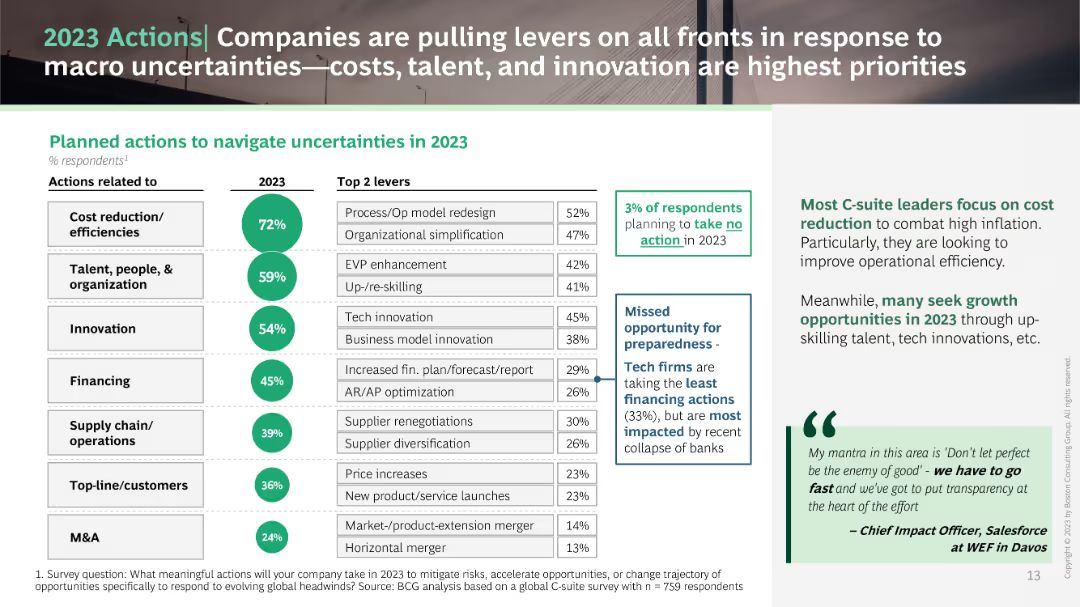 2023 Actions| Companies are pulling levers on all fronts in response to
macro uncertainties—costs, talent, and innovation are highest priorities
Planned actions to navigate uncertainties in 2023
% respondents¹
Actions related to
2023
Top 2 levers
Cost reduction/
efficiencies
72%
Process/Op model redesign
52%
Organizational simplification
47%
Talent, people, &
organization
59%
EVP enhancement
42%
Up-/re-skilling
41%
Innovation
54%
Tech innovation
45%
Business model innovation
38%
Financing
45%
Increased fin. plan/forecast/report
29%
AR/AP optimization
26%
Supply chain/
operations
39%
Supplier renegotiations
30%
Supplier diversification
26%
Top-line/customers
36%
Price increases
23%
New product/service launches
23%
M&A
24%
Market-/product-extension merger
14%
Horizontal merger
13%
3% of respondents
planning to take no
action in 2023
Missed
opportunity for
preparedness -
Tech firms are
taking the least
financing actions
(33%), but are most
impacted by recent
collapse of banks
Most C-suite leaders focus on cost
reduction to combat high inflation.
Particularly, they are looking to
improve operational efficiency.
Meanwhile, many seek growth
opportunities in 2023 through up-
skilling talent, tech innovations, etc.
“
My mantra in this area is 'Don't let perfect
be the enemy of good' - we have to go
fast and we've got to put transparency at
the heart of the effort
– Chief Impact Officer, Salesforce
at WEF in Davos
1. Survey question: What meaningful actions will your company take in 2023 to mitigate risks, accelerate opportunities, or change trajectory of
opportunities specifically to respond to evolving global headwinds? Source: BCG analysis based on a global C-suite survey with n = 759 respondents
13
Copyright © 2023 by Boston Consulting Group. All rights reserved.